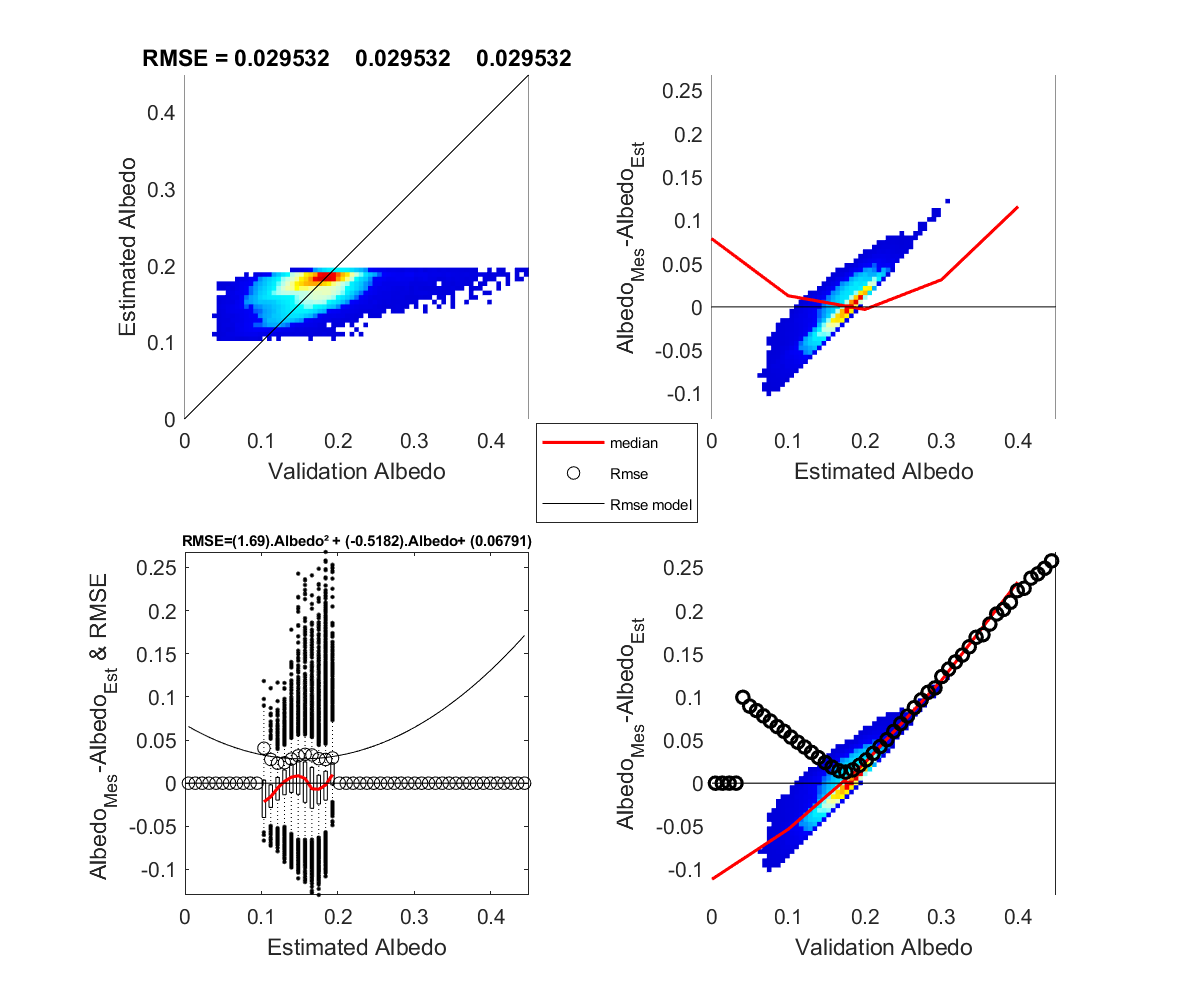 RMSE = 0.029532 0.029532 0.029532
Estimated Albedo
0.4
0.3
0.2
0.1
0
0 0.1 0.2 0.3 0.4
Validation Albedo
Albedo_Mes-Albedo_Est
0.25
0.2
0.15
0.1
0.05
0
-0.05
-0.1
0 0.1 0.2 0.3 0.4
Estimated Albedo
median
Rmse
Rmse model
RMSE=(1.69).Albedo² + (-0.5182).Albedo+ (0.06791)
Albedo_Mes-Albedo_Est & RMSE
0.25
0.2
0.15
0.1
0.05
0
-0.05
-0.1
0 0.1 0.2 0.3 0.4
Estimated Albedo
Albedo_Mes-Albedo_Est
0.25
0.2
0.15
0.1
0.05
0
-0.05
-0.1
0 0.1 0.2 0.3 0.4
Validation Albedo